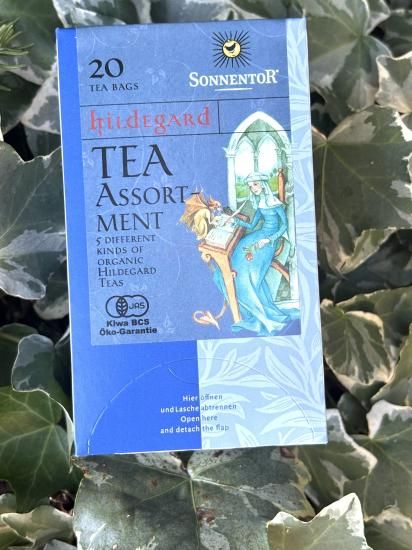 20
TEA BAGS
SONNENTOR®
hildegard
TEA
ASSORT-
MENT
5 DIFFERENT
KINDS OF
ORGANIC
HILDEGARD
TEAS
JAS
Kiwa BCS
Öko-Garantie
Hier öffnen
und Lasche abtrennen
Open here
and detach the flap